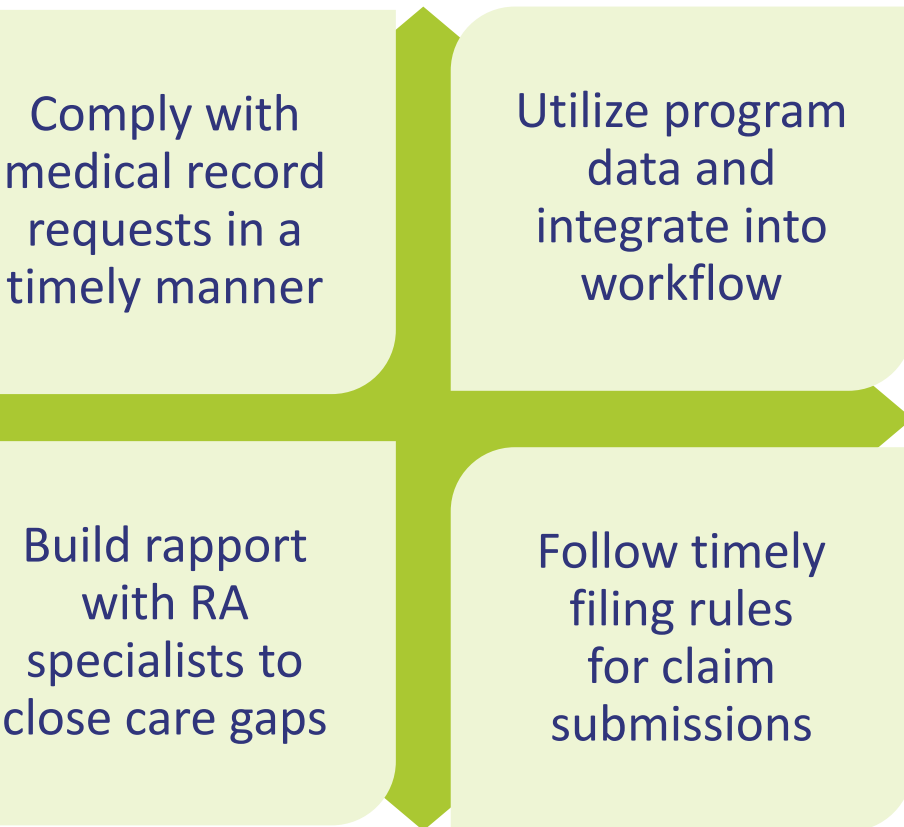 Comply with
medical record
requests in a
timely manner
Utilize program
data and
integrate into
workflow
Build rapport
with RA
specialists to
close care gaps
Follow timely
filing rules
for claim
submissions